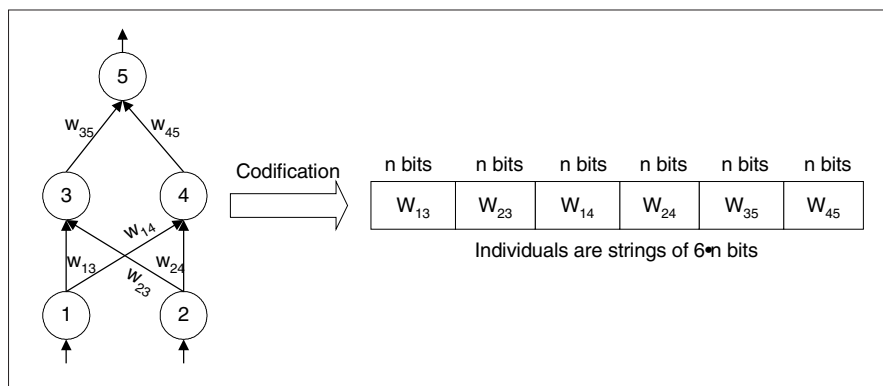 5
w35
w45
Codification
n bits
n bits
n bits
n bits
n bits
n bits
3
4
W13
W23
W14
W24
W35
W45
w14
w13
w24
w23
Individuals are strings of 6•n bits
1
2